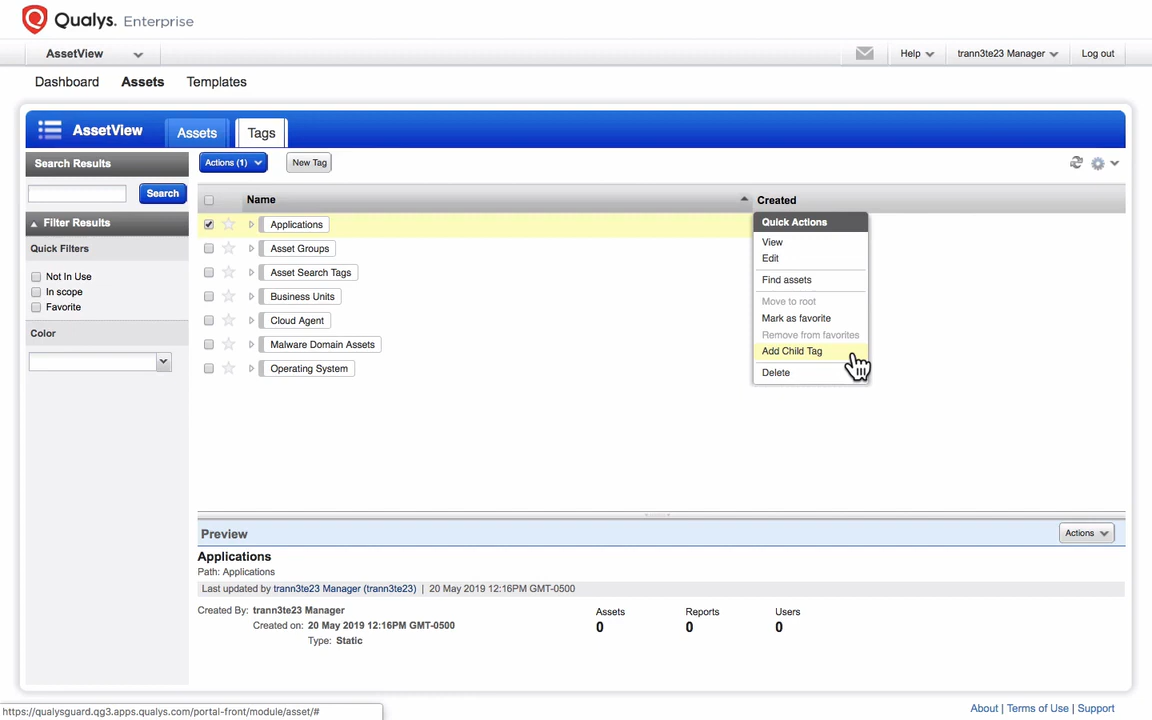 Qualys. Enterprise
AssetView
Help
trann3te23 Manager
Log out
Dashboard
Assets
Templates
AssetView
Assets
Tags
Search Results
Search
Filter Results
Quick Filters
Not In Use
In scope
Favorite
Color
Actions (1)
New Tag
Name
Created
Applications
Asset Groups
Asset Search Tags
Business Units
Cloud Agent
Malware Domain Assets
Operating System
Quick Actions
View
Edit
Find assets
Move to root
Mark as favorite
Remove from favorites
Add Child Tag
Delete
Preview
Actions
Applications
Path: Applications
Last updated by trann3te23 Manager (trann3te23) | 20 May 2019 12:16PM GMT-0500
Created By: trann3te23 Manager
Created on: 20 May 2019 12:16PM GMT-0500
Type: Static
Assets
0
Reports
0
Users
0
https://qualysguard.qg3.apps.qualys.com/portal-front/module/asset/#
About | Terms of Use | Support